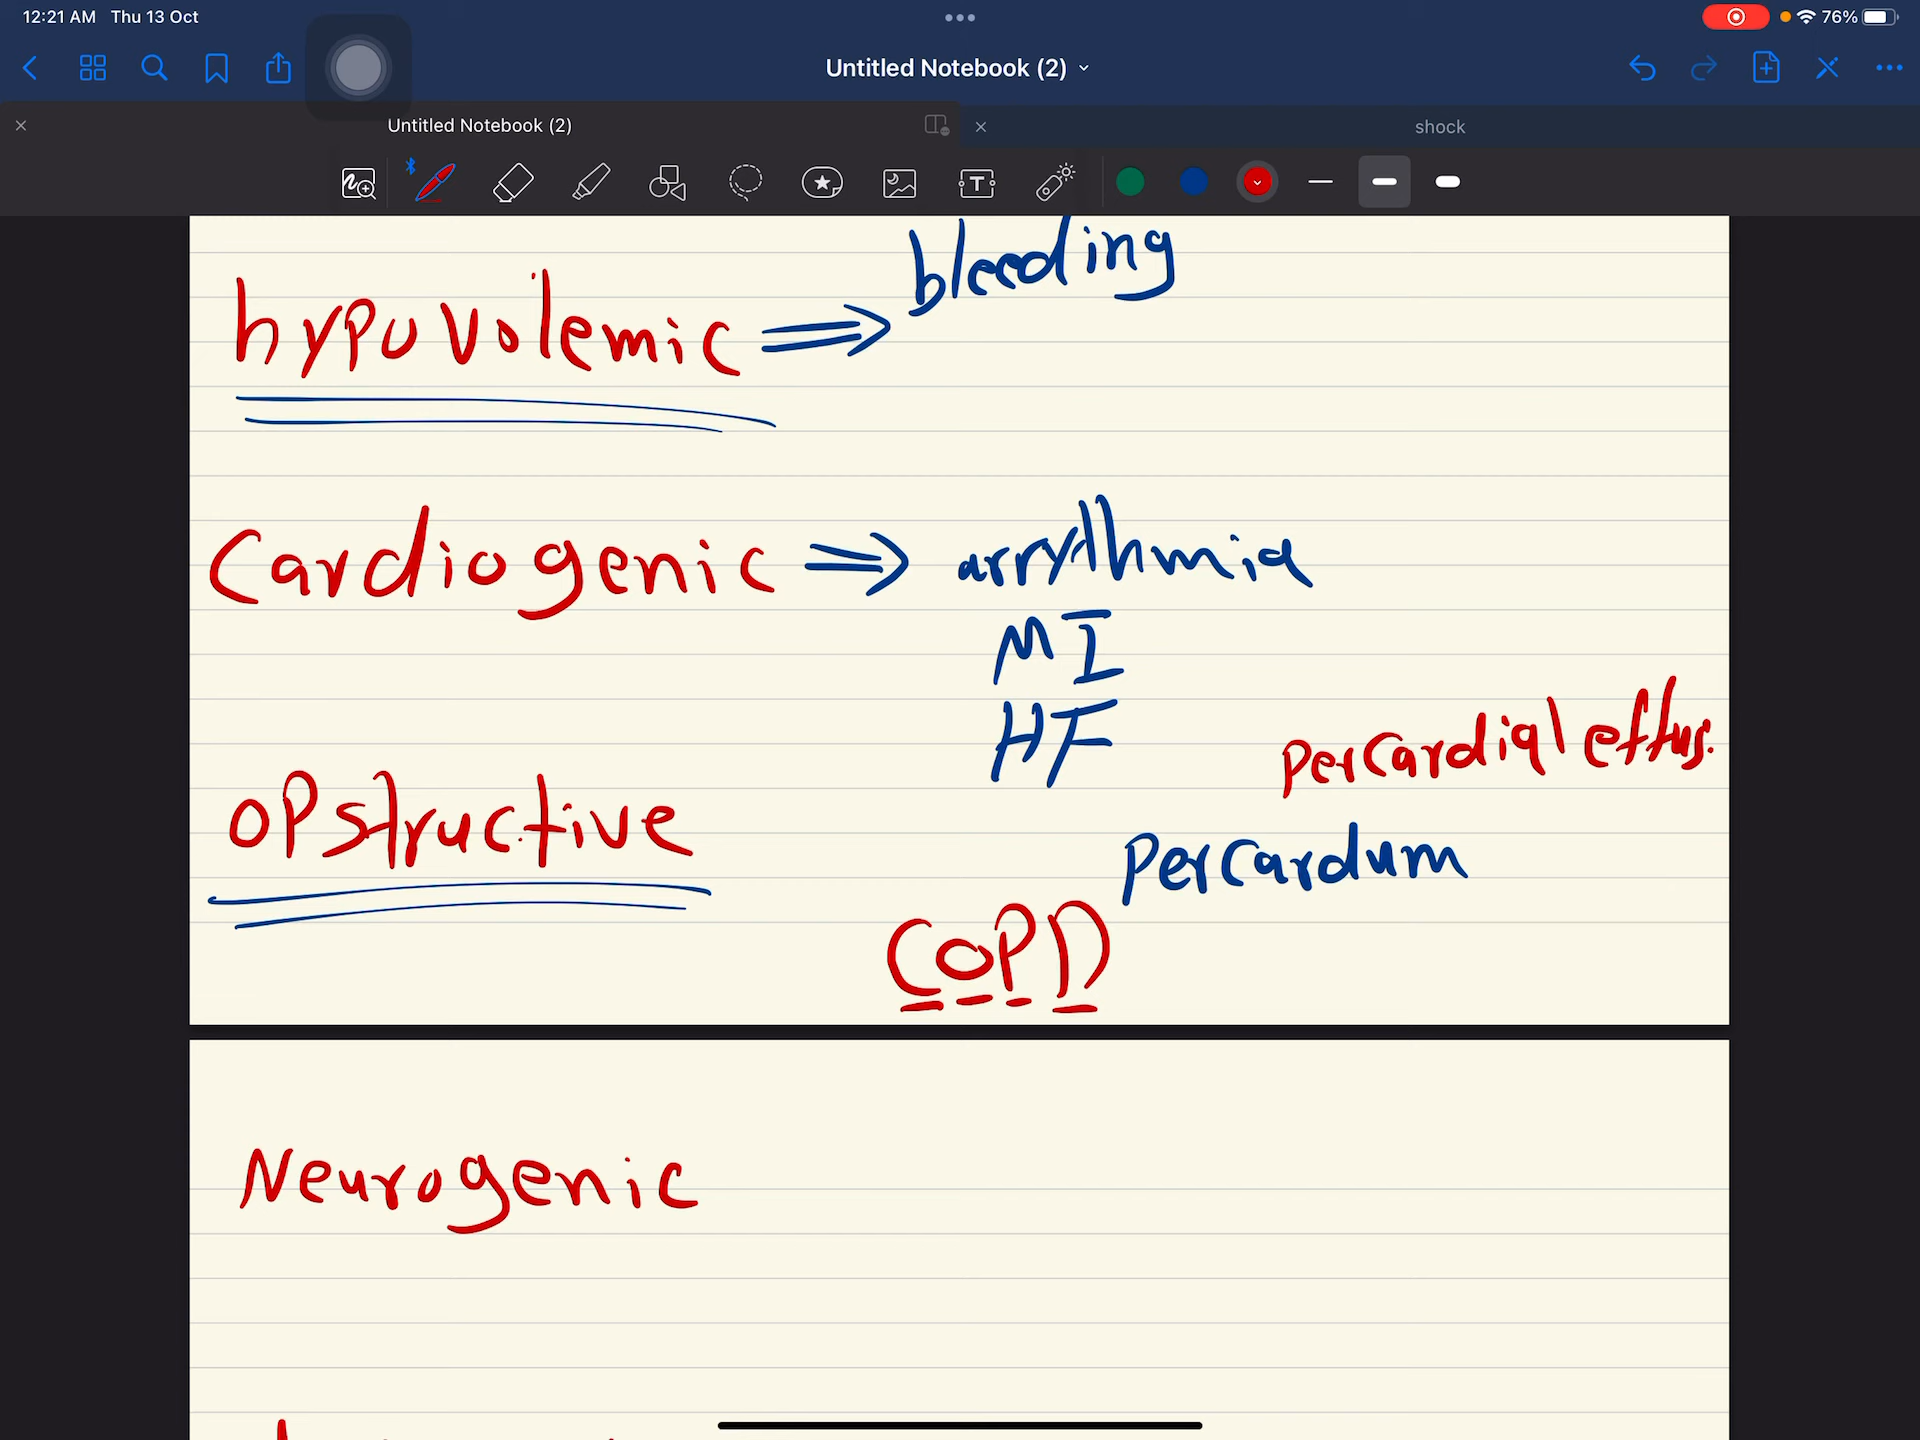 12:21 AM Thu 13 Oct
76%
Untitled Notebook (2)
Untitled Notebook (2)
shock
T
bleeding
hypovolemic ⇒
Cardiogenic ⇒ arrythmia
MI
HF
Percardial effus.
oPstructive
Percardum
COPD
Neurogenic